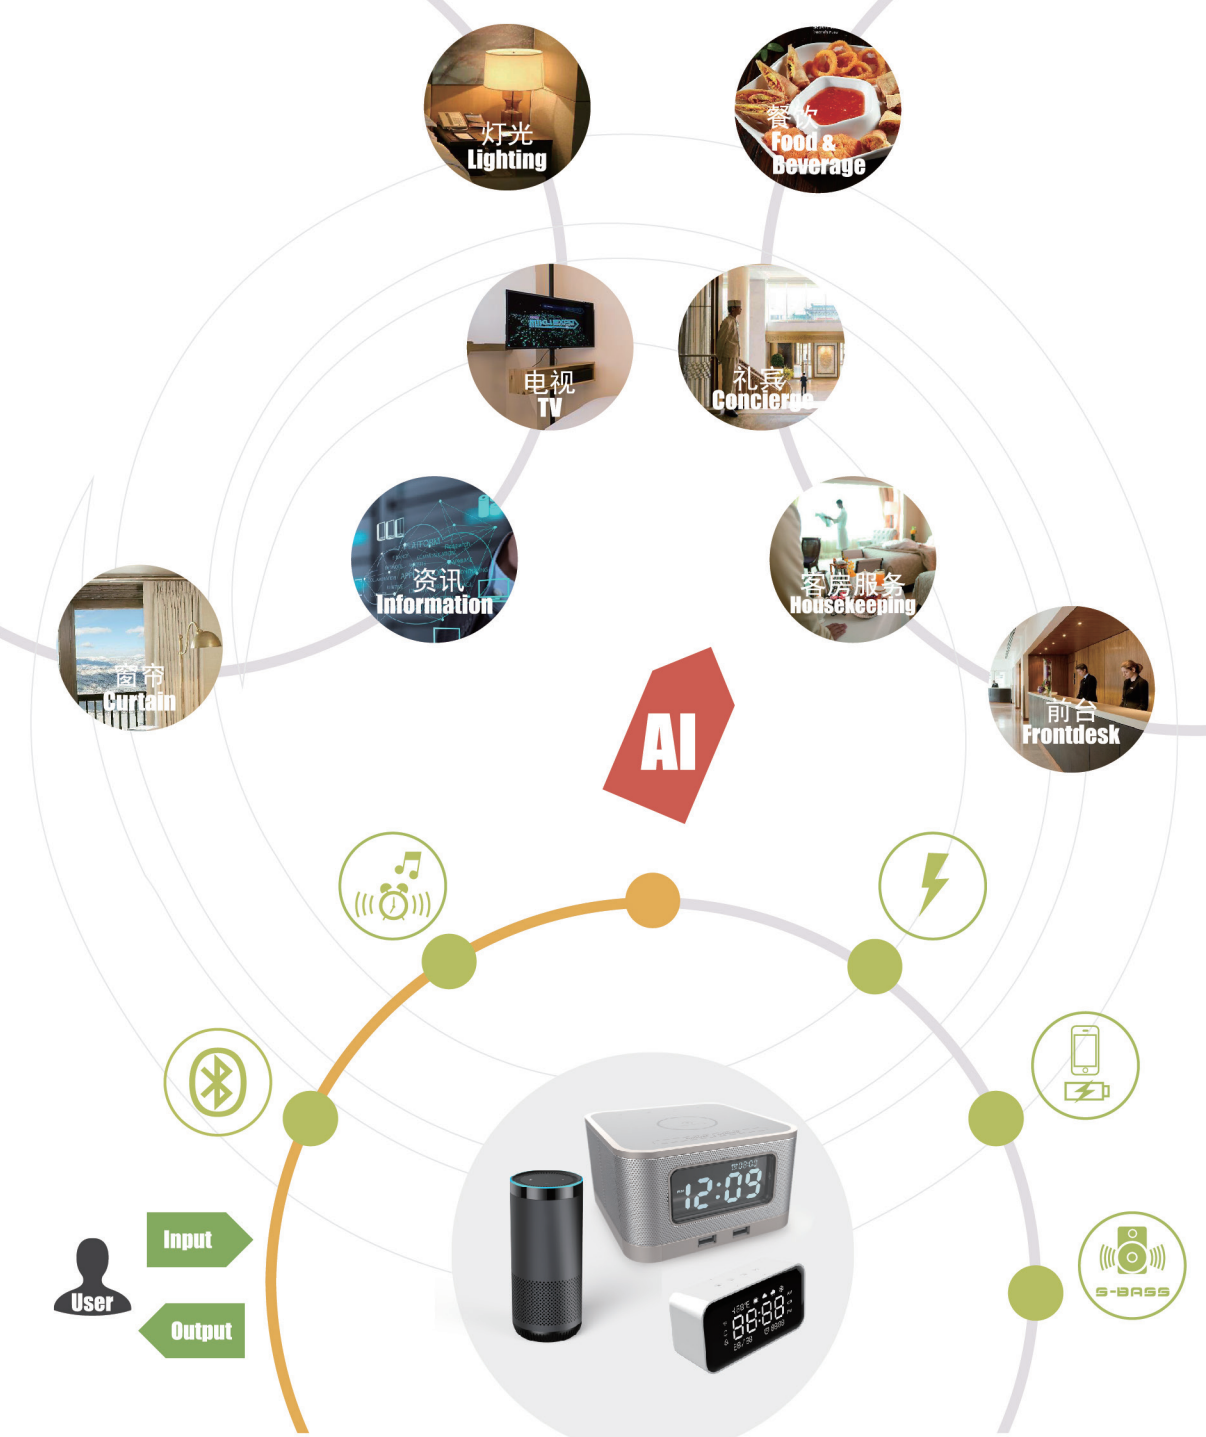 灯光
Lighting
餐饮
Food &
Beverage
电视
TV
礼宾
Concierge
资讯
Information
客房服务
Housekeeping
窗帘
Curtain
前台
Frontdesk
AI
12:09
88:88
Input
User
Output
S-BASS